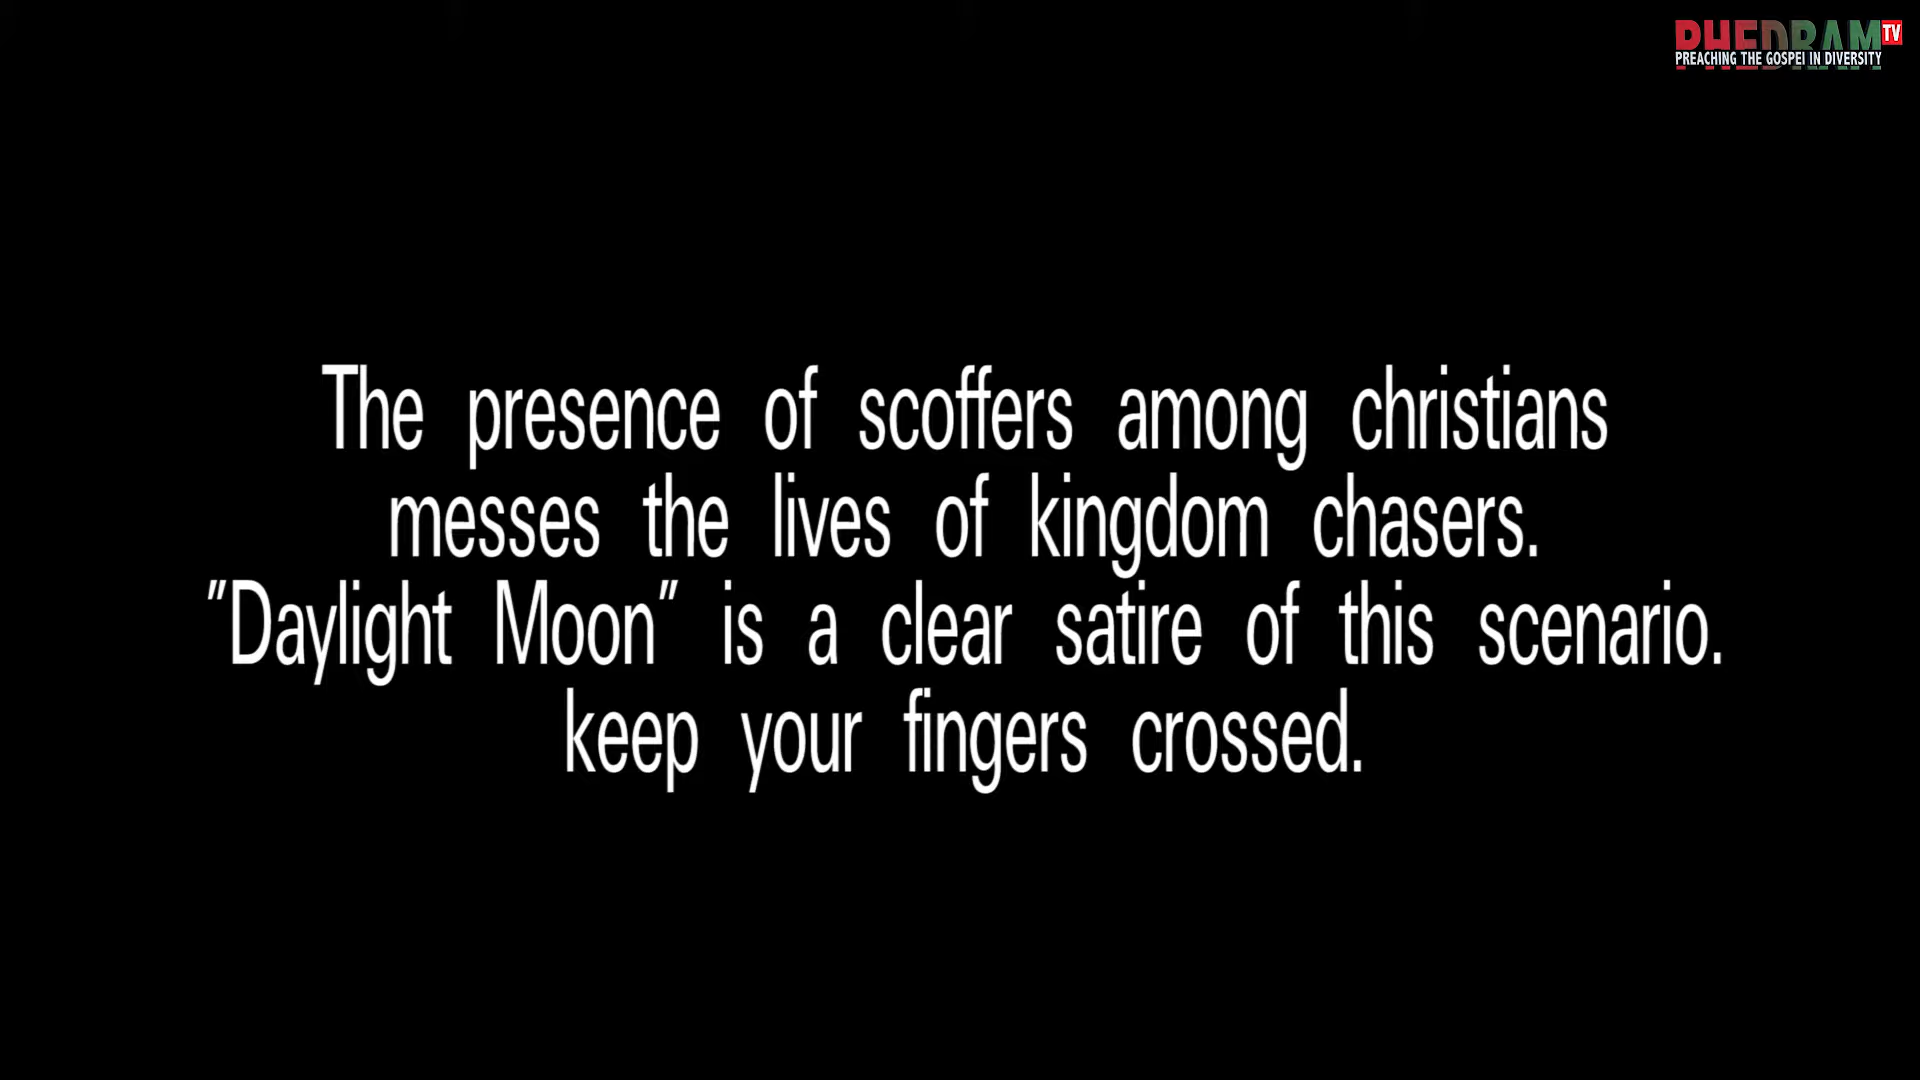 PHEDRAM TV
PREACHING THE GOSPEL IN DIVERSITY
The presence of scoffers among christians
messes the lives of kingdom chasers.
"Daylight Moon" is a clear satire of this scenario.
keep your fingers crossed.